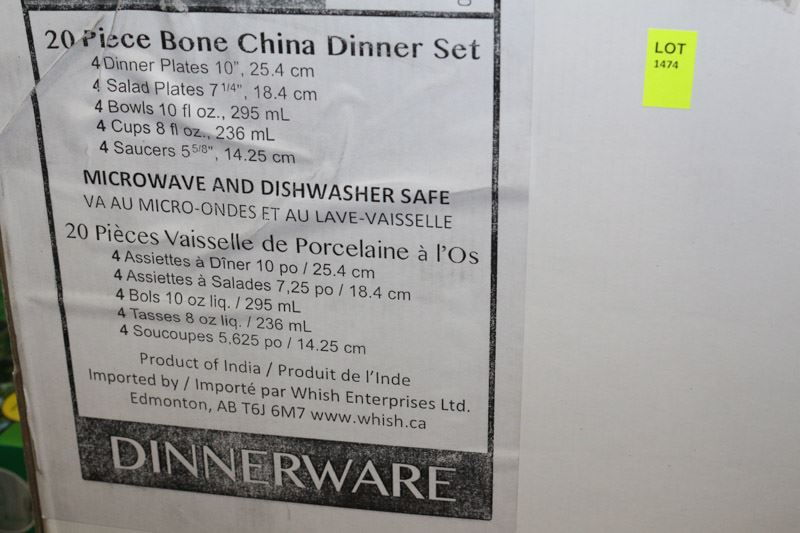 20 Piece Bone China Dinner Set
4 Dinner Plates 10", 25.4 cm
4 Salad Plates 7 1/4", 18.4 cm
4 Bowls 10 fl oz., 295 mL
4 Cups 8 fl oz., 236 mL
4 Saucers 5 5/8", 14.25 cm
MICROWAVE AND DISHWASHER SAFE
VA AU MICRO-ONDES ET AU LAVE-VAISSELLE
20 Pièces Vaisselle de Porcelaine à l'Os
4 Assiettes à Dîner 10 po / 25.4 cm
4 Assiettes à Salades 7,25 po / 18.4 cm
4 Bols 10 oz liq. / 295 mL
4 Tasses 8 oz liq. / 236 mL
4 Soucoupes 5,625 po / 14.25 cm
Product of India / Produit de l'Inde
Imported by / Importé par Whish Enterprises Ltd.
Edmonton, AB T6J 6M7 www.whish.ca
DINNERWARE
LOT
1474